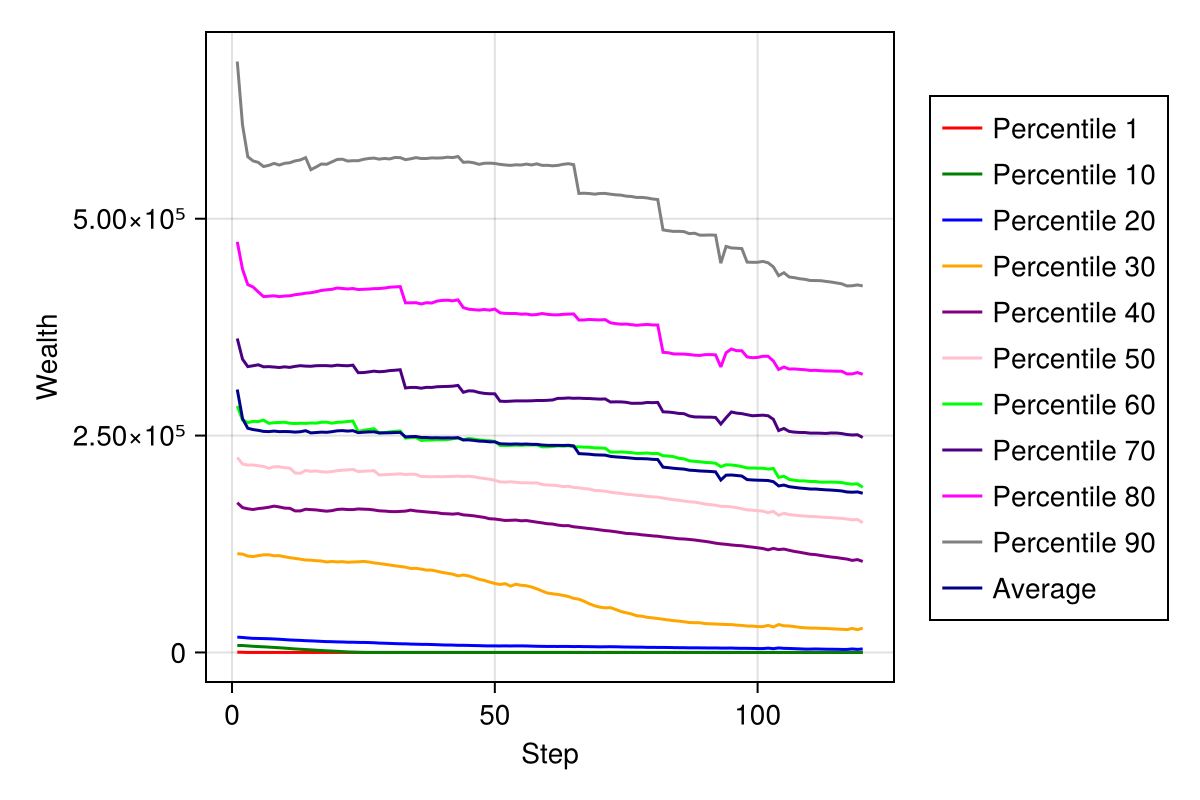 Wealth
5.00×10⁵
2.50×10⁵
0
0 50 100
Step
Percentile 1
Percentile 10
Percentile 20
Percentile 30
Percentile 40
Percentile 50
Percentile 60
Percentile 70
Percentile 80
Percentile 90
Average